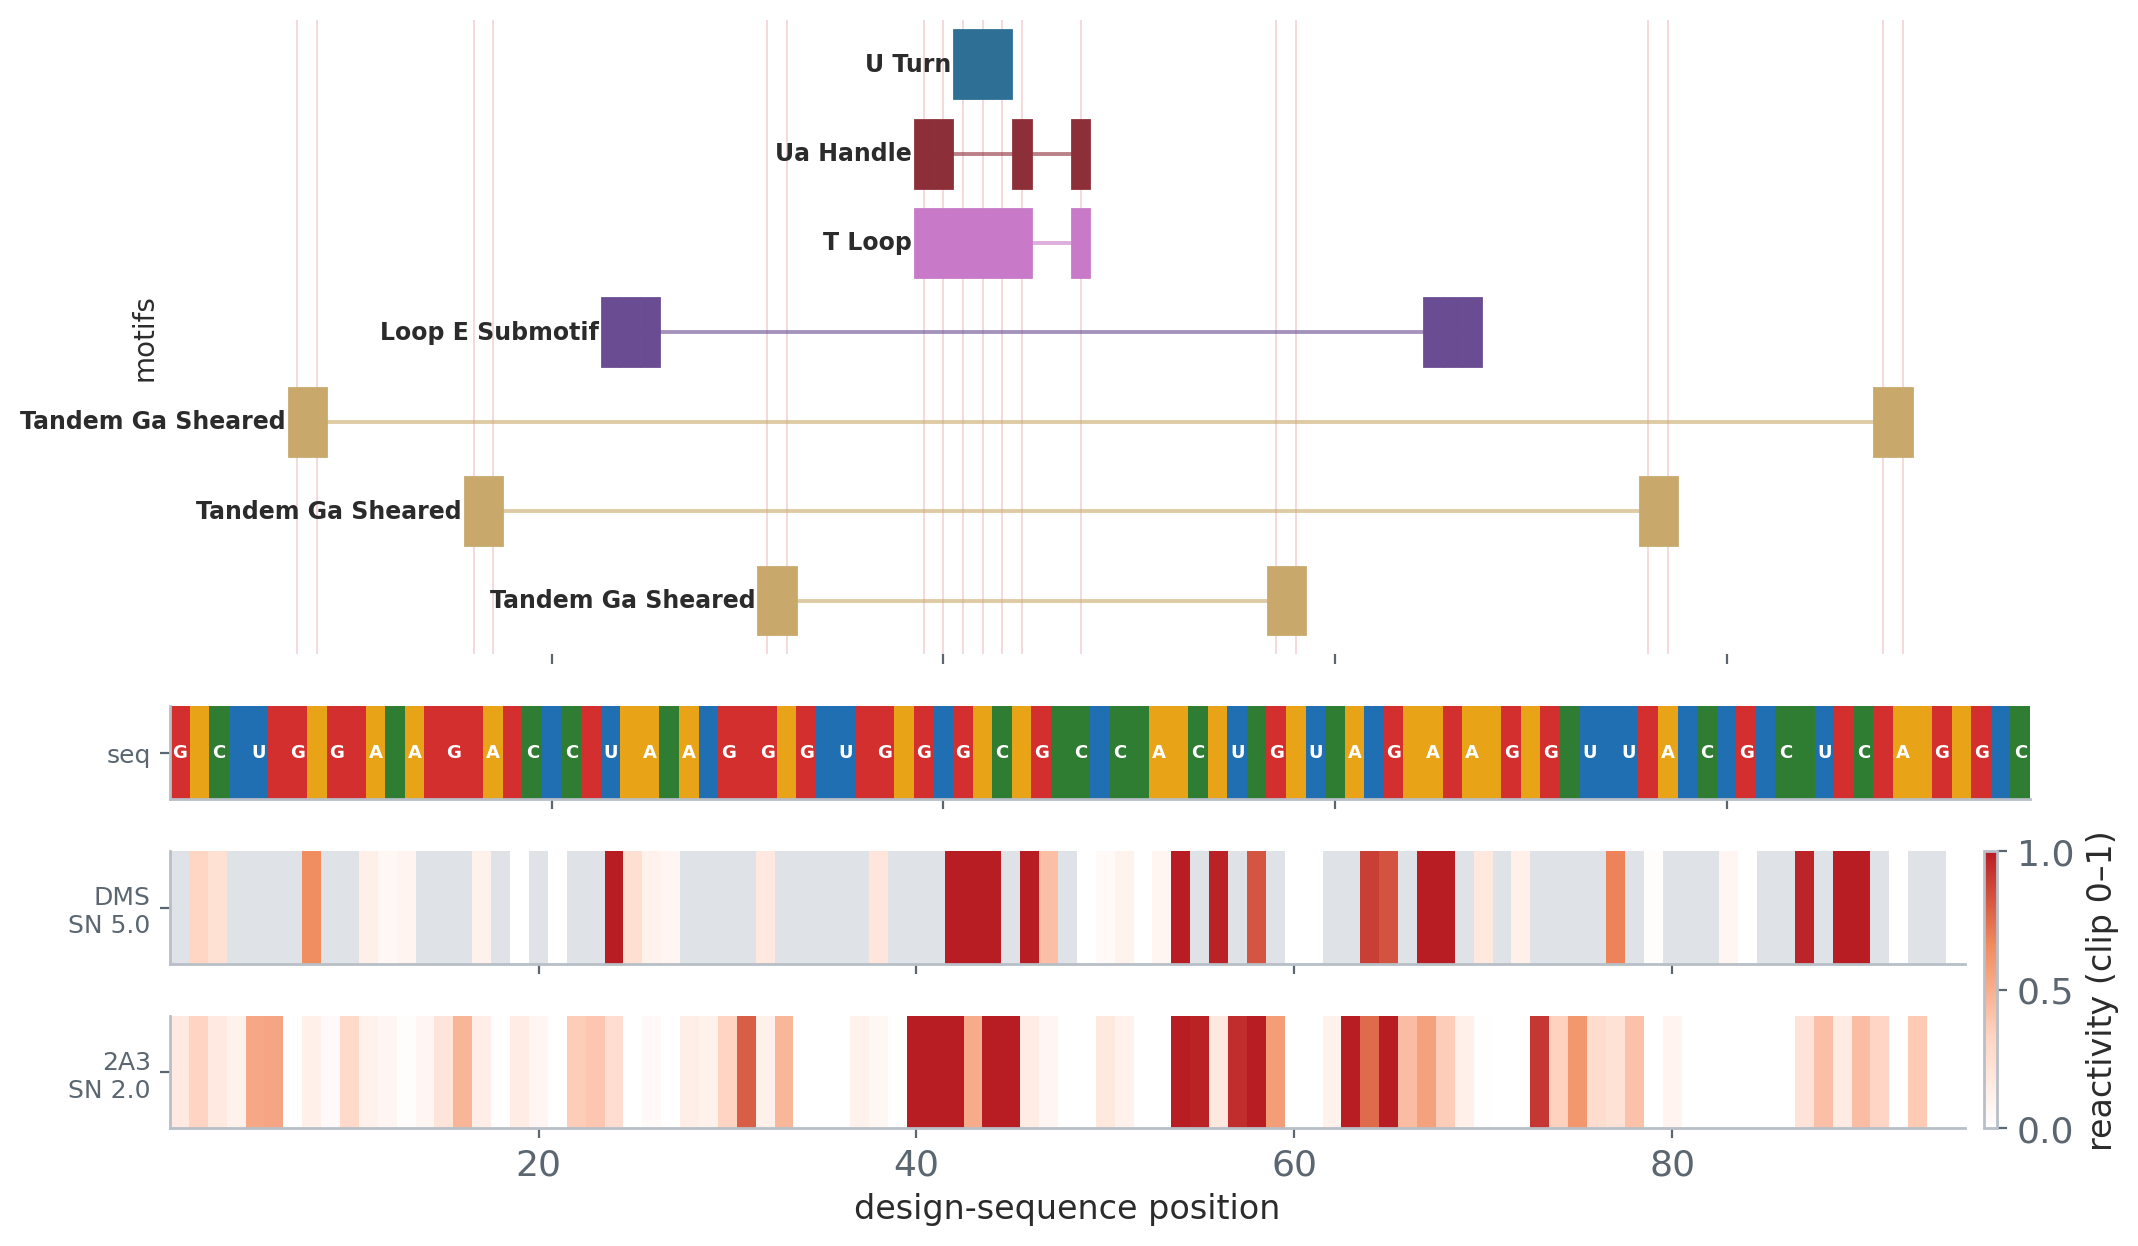 U Turn
Ua Handle
T Loop
Loop E Submotif
Tandem Ga Sheared
Tandem Ga Sheared
Tandem Ga Sheared
motifs
seq
G C U G G A A G A C C U A A G G G U G G G C G C C A C U G U A G A A G G U U A C G C U C A G G C
DMS
SN 5.0
2A3
SN 2.0
20 40 60 80
design-sequence position
1.0
0.5
0.0
reactivity (clip 0–1)